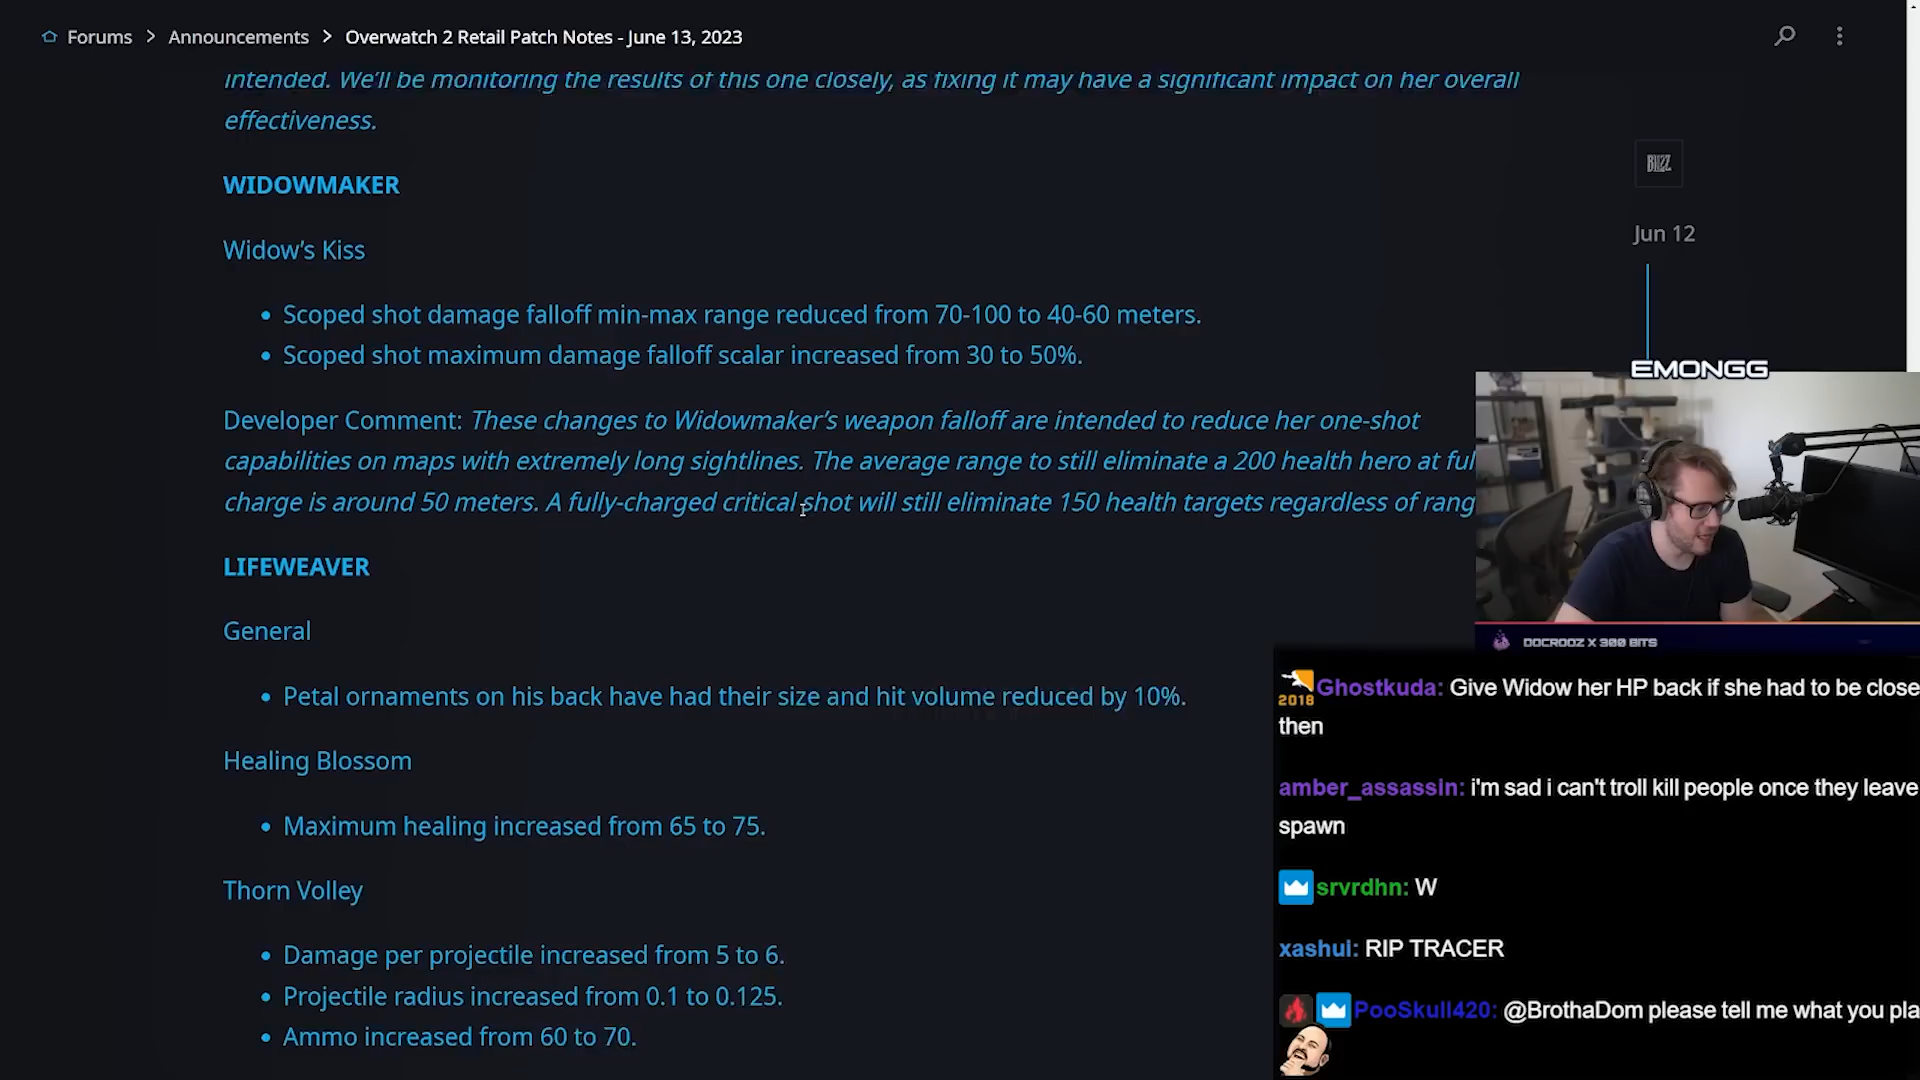 Forums > Announcements > Overwatch 2 Retail Patch Notes - June 13, 2023
intended. We'll be monitoring the results of this one closely, as fixing it may have a significant impact on her overall
effectiveness.
BLIZZ
WIDOWMAKER
Jun 12
Widow's Kiss
• Scoped shot damage falloff min-max range reduced from 70-100 to 40-60 meters.
• Scoped shot maximum damage falloff scalar increased from 30 to 50%.
EMONGG
Developer Comment: These changes to Widowmaker's weapon falloff are intended to reduce her one-shot
capabilities on maps with extremely long sightlines. The average range to still eliminate a 200 health hero at ful
charge is around 50 meters. A fully-charged critical shot will still eliminate 150 health targets regardless of rang
LIFEWEAVER
General
• Petal ornaments on his back have had their size and hit volume reduced by 10%.
Healing Blossom
• Maximum healing increased from 65 to 75.
Thorn Volley
• Damage per projectile increased from 5 to 6.
• Projectile radius increased from 0.1 to 0.125.
• Ammo increased from 60 to 70.
DOCROOZ X 300 BITS
2018 Ghostkuda: Give Widow her HP back if she had to be close
then
amber_assassin: i'm sad i can't troll kill people once they leave
spawn
srvrdhn: W
xashui: RIP TRACER
PooSkull420: @BrothaDom please tell me what you pla